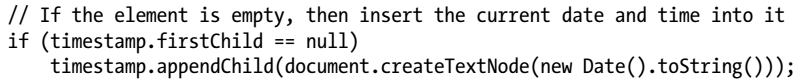 // If the element is empty, then insert the current date and time into it
if (timestamp.firstChild == null)
    timestamp.appendChild(document.createTextNode(new Date().toString()));